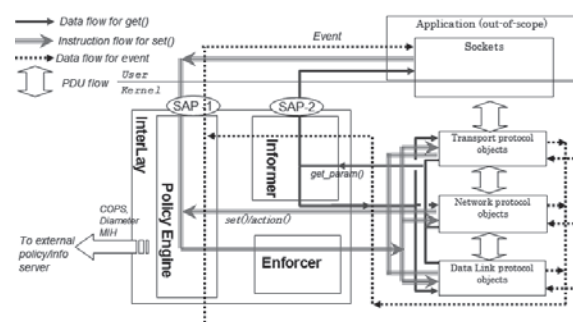 Data flow for get()
Instruction flow for set()
Data flow for event
PDU flow
User
Kernel
Event
Application (out-of-scope)
Sockets
SAP-1
SAP-2
InterLay
Policy Engine
Informer
get_param()
set()/action()
Enforcer
COPS,
Diameter
MIH
To external
policy/info
server
Transport protocol
objects
Network protocol
objects
Data Link protocol
objects